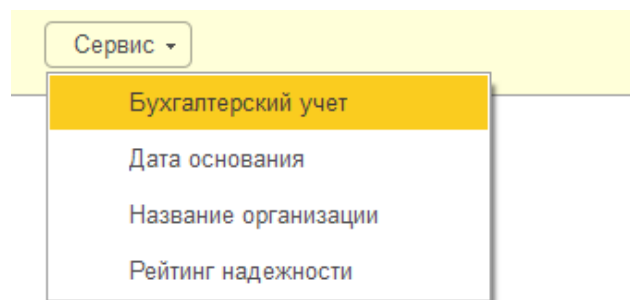 Сервис
Бухгалтерский учет
Дата основания
Название организации
Рейтинг надежности